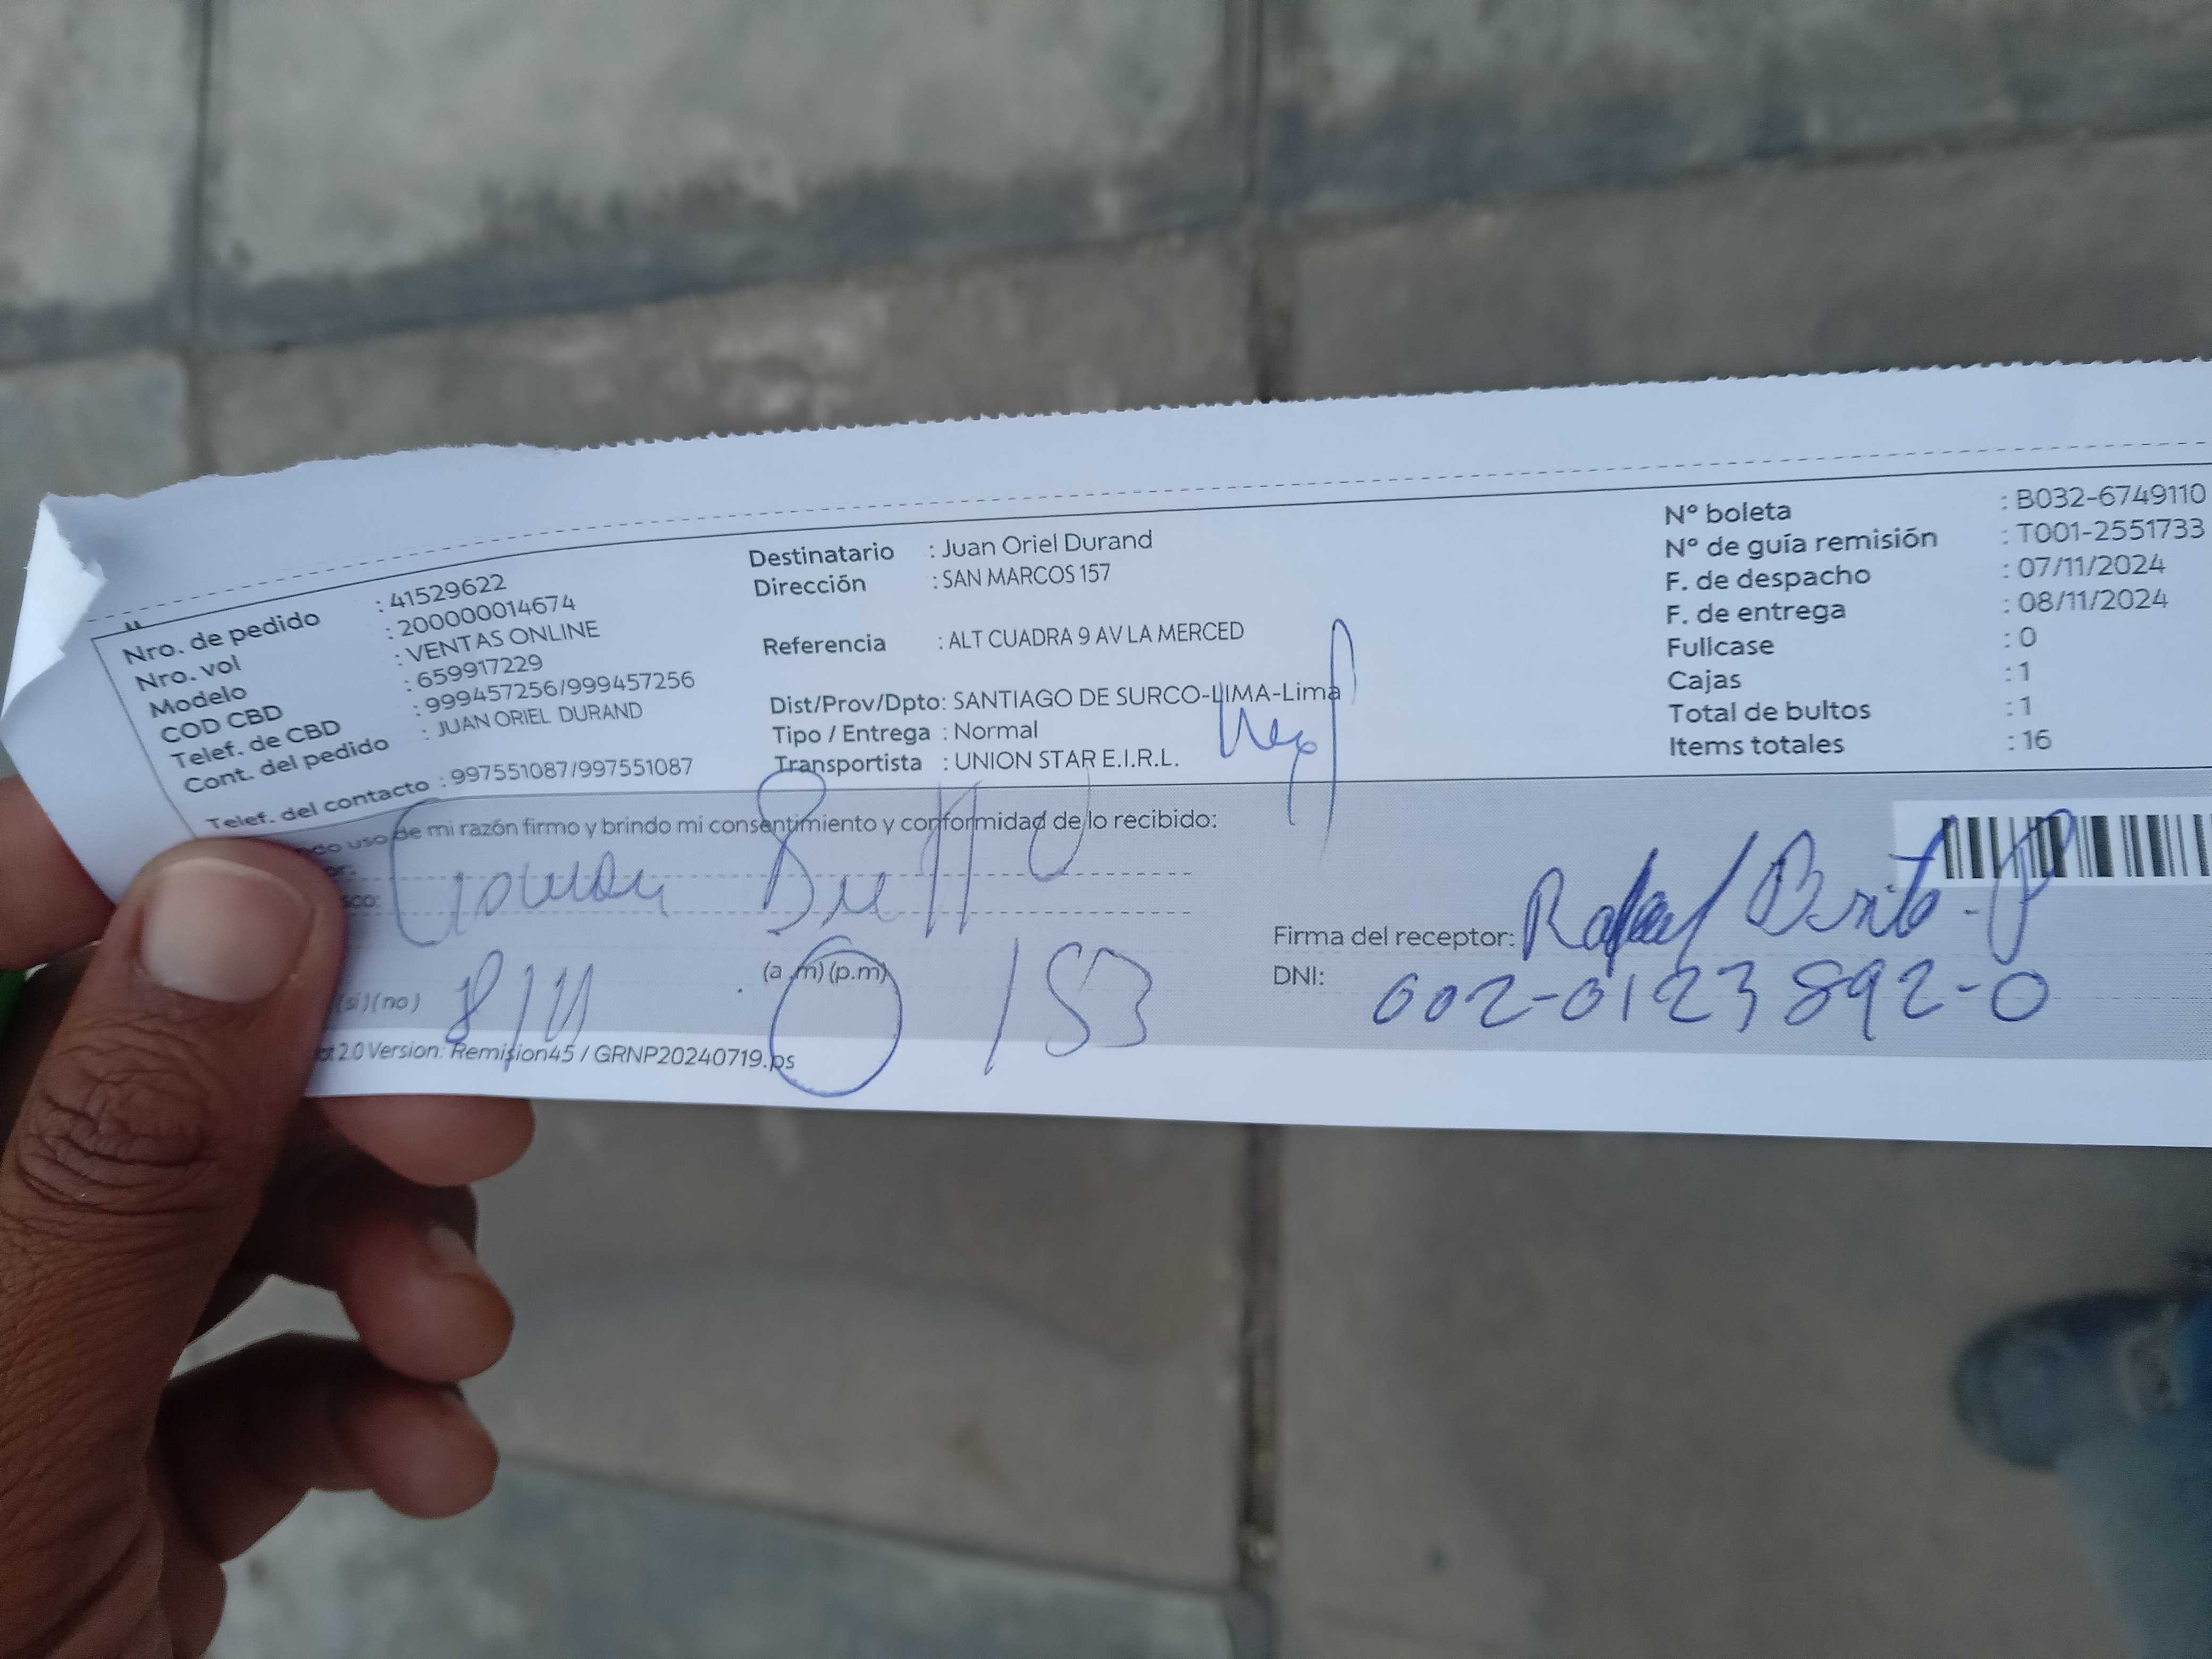 Nro. de pedido : 41529622
Nro. vol : 200000014674
Modelo : VENTAS ONLINE
COD CBD : 659917229
Telef. de CBD : 999457256/999457256
Cont. del pedido : JUAN ORIEL DURAND
Telef. del contacto : 997551087/997551087
Destinatario : Juan Oriel Durand
Dirección : SAN MARCOS 157
Referencia : ALT CUADRA 9 AV LA MERCED
Dist/Prov/Dpto: SANTIAGO DE SURCO-LIMA-Lima
Tipo / Entrega : Normal
Transportista : UNION STAR E.I.R.L.
Nº boleta : B032-6749110
Nº de guía remisión : T001-2551733
F. de despacho : 07/11/2024
F. de entrega : 08/11/2024
Fullcase : 0
Cajas : 1
Total de bultos : 1
Items totales : 16
uso de mi razón firmo y brindo mi consentimiento y conformidad de lo recibido:
(si)(no) 8/11 (a.m)(p.m) 153
Firma del receptor: Rafael Brito P
DNI: 002-0123892-0
2.0 Version: Remision45 / GRNP20240719.ps